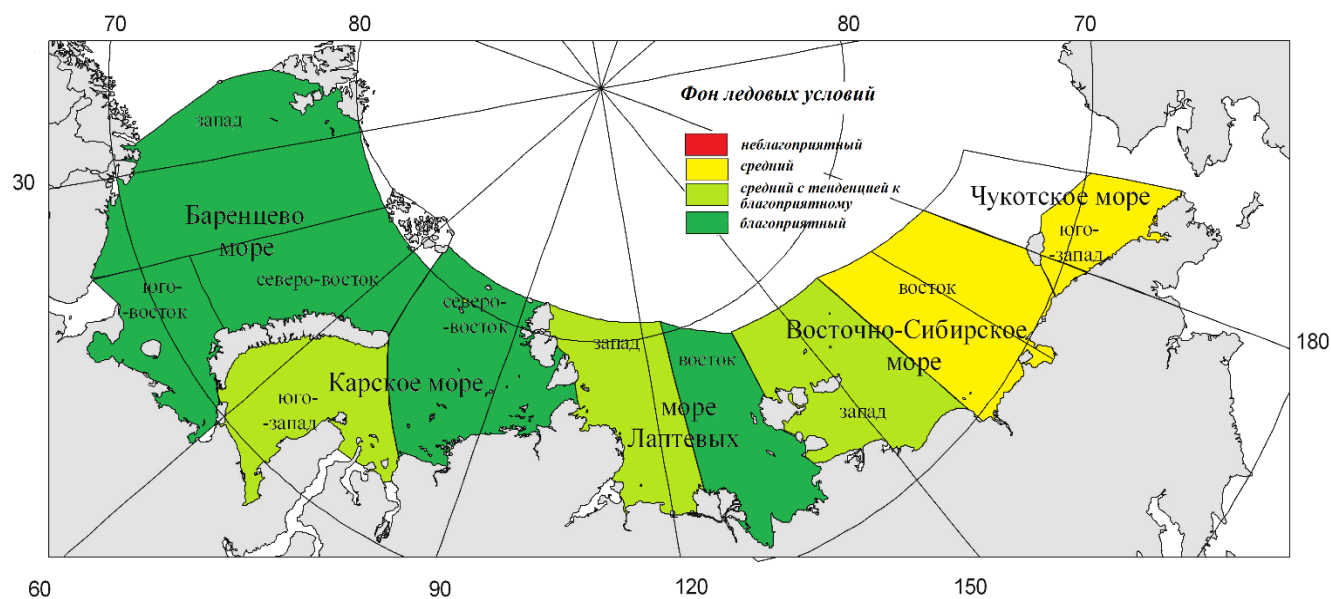 70
80
80
70
Фон ледовых условий
неблагоприятный
средний
средний с тенденцией к
благоприятному
благоприятный
запад
30
Баренцево
море
юго-
-восток
северо-восток
северо-
-восток
Карское море
юго-
-запад
запад
восток
море
Лаптевых
Восточно-Сибирское
море
запад
восток
Чукотское море
юго-
-запад
180
60
90
120
150